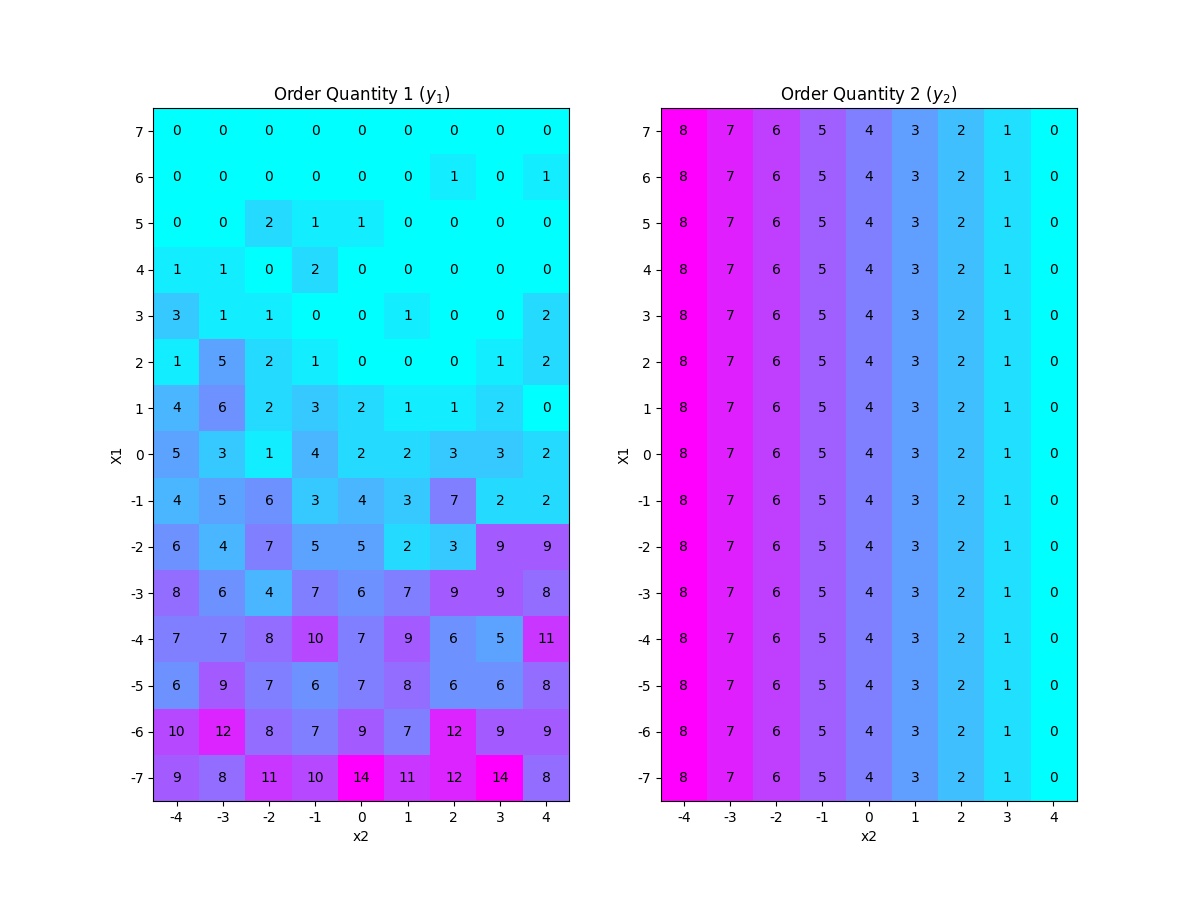 Order Quantity 1 (y₁) Order Quantity 2 (y₂)
7 0 0 0 0 0 0 0 0 0 7 8 7 6 5 4 3 2 1 0
6 0 0 0 0 0 0 1 0 1 6 8 7 6 5 4 3 2 1 0
5 0 0 2 1 1 0 0 0 0 5 8 7 6 5 4 3 2 1 0
4 1 1 0 2 0 0 0 0 0 4 8 7 6 5 4 3 2 1 0
3 3 1 1 0 0 1 0 0 2 3 8 7 6 5 4 3 2 1 0
2 1 5 2 1 0 0 0 1 2 2 8 7 6 5 4 3 2 1 0
1 4 6 2 3 2 1 1 2 0 1 8 7 6 5 4 3 2 1 0
X1 0 5 3 1 4 2 2 3 3 2 X1 0 8 7 6 5 4 3 2 1 0
-1 4 5 6 3 4 3 7 2 2 -1 8 7 6 5 4 3 2 1 0
-2 6 4 7 5 5 2 3 9 9 -2 8 7 6 5 4 3 2 1 0
-3 8 6 4 7 6 7 9 9 8 -3 8 7 6 5 4 3 2 1 0
-4 7 7 8 10 7 9 6 5 11 -4 8 7 6 5 4 3 2 1 0
-5 6 9 7 6 7 8 6 6 8 -5 8 7 6 5 4 3 2 1 0
-6 10 12 8 7 9 7 12 9 9 -6 8 7 6 5 4 3 2 1 0
-7 9 8 11 10 14 11 12 14 8 -7 8 7 6 5 4 3 2 1 0
-4 -3 -2 -1 0 1 2 3 4 -4 -3 -2 -1 0 1 2 3 4
x2 x2